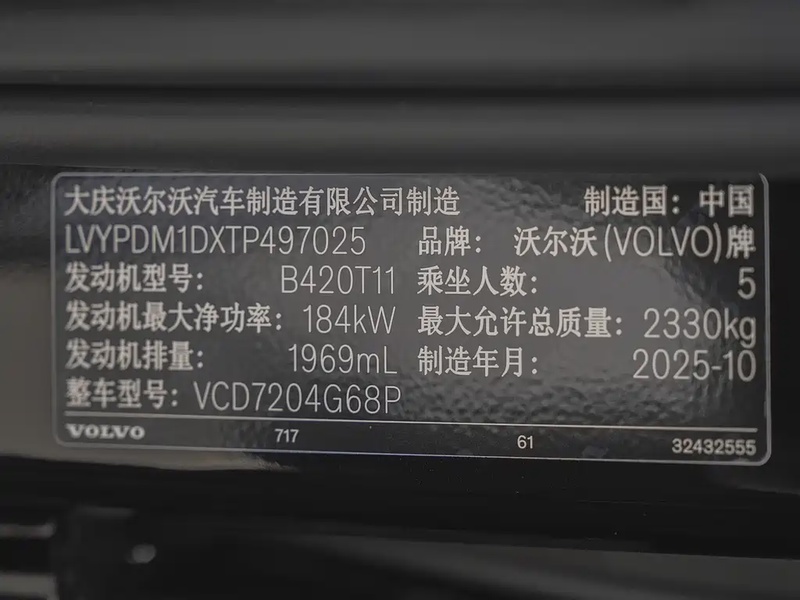 大庆沃尔沃汽车制造有限公司制造 制造国：中国
LVYPDM1DXTP497025 品牌：沃尔沃(VOLVO)牌
发动机型号：B420T11 乘坐人数：5
发动机最大净功率：184kW 最大允许总质量：2330kg
发动机排量：1969mL 制造年月：2025-10
整车型号：VCD7204G68P
VOLVO 717 61 32432555